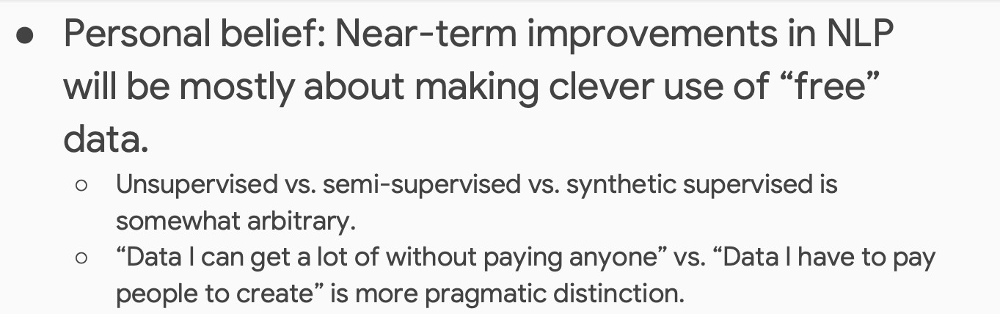 ● Personal belief: Near-term improvements in NLP
will be mostly about making clever use of “free”
data.
○ Unsupervised vs. semi-supervised vs. synthetic supervised is
somewhat arbitrary.
○ “Data I can get a lot of without paying anyone” vs. “Data I have to pay
people to create” is more pragmatic distinction.